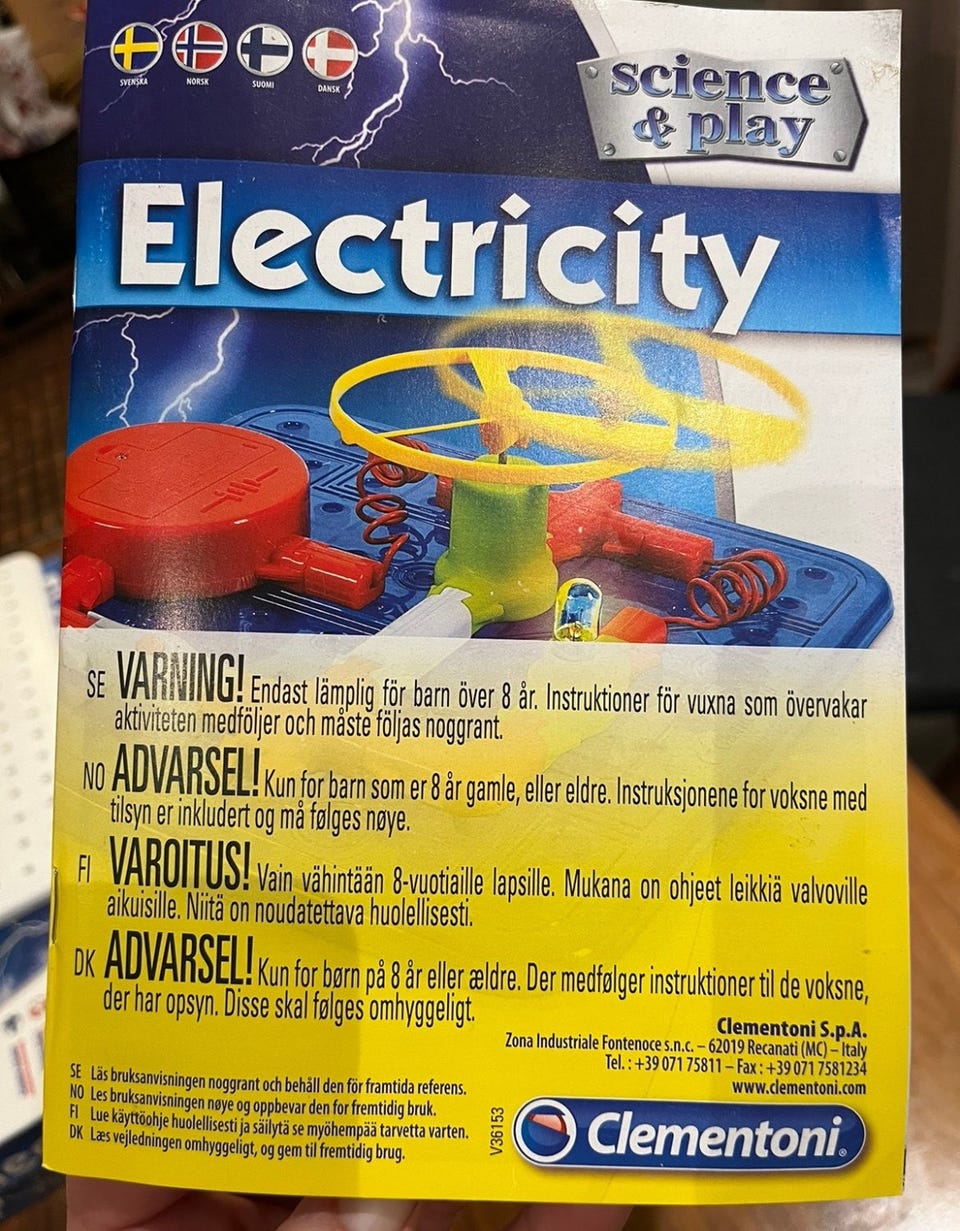 SVENSKA NORSK SUOMI DANSK
science
& play
Electricity
SE VARNING! Endast lämplig för barn över 8 år. Instruktioner för vuxna som övervakar
aktiviteten medföljer och måste följas noggrant.
NO ADVARSEL! Kun for barn som er 8 år gamle, eller eldre. Instruksjonene for voksne med
tilsyn er inkludert og må følges nøye.
FI VAROITUS! Vain vähintään 8-vuotiaille lapsille. Mukana on ohjeet leikkiä valvoville
aikuisille. Niitä on noudatettava huolellisesti.
DK ADVARSEL! Kun for børn på 8 år eller ældre. Der medfølger instruktioner til de voksne,
der har opsyn. Disse skal følges omhyggeligt.
Clementoni S.p.A.
Zona Industriale Fontenoce s.n.c. – 62019 Recanati (MC) – Italy
Tel. : +39 071 75811 – Fax : +39 071 7581234
www.clementoni.com
SE Läs bruksanvisningen noggrant och behåll den för framtida referens.
NO Les bruksanvisningen nøye og oppbevar den for fremtidig bruk.
FI Lue käyttöohje huolellisesti ja säilytä se myöhempää tarvetta varten.
DK Læs vejledningen omhyggeligt, og gem til fremtidig brug.
V36153
Clementoni®